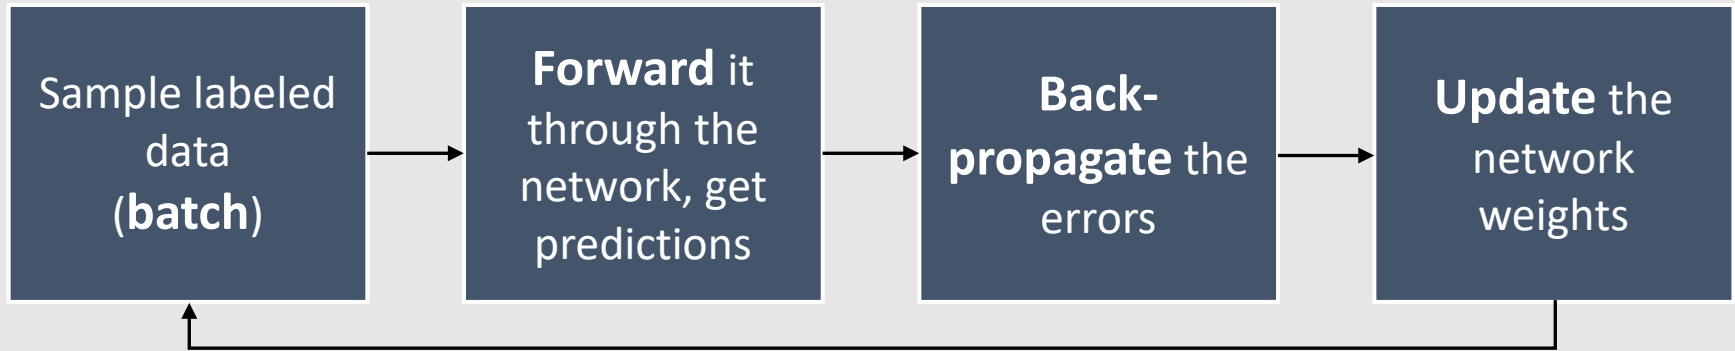 Sample labeled
data
(batch)
Forward it
through the
network, get
predictions
Back-
propagate the
errors
Update the
network
weights